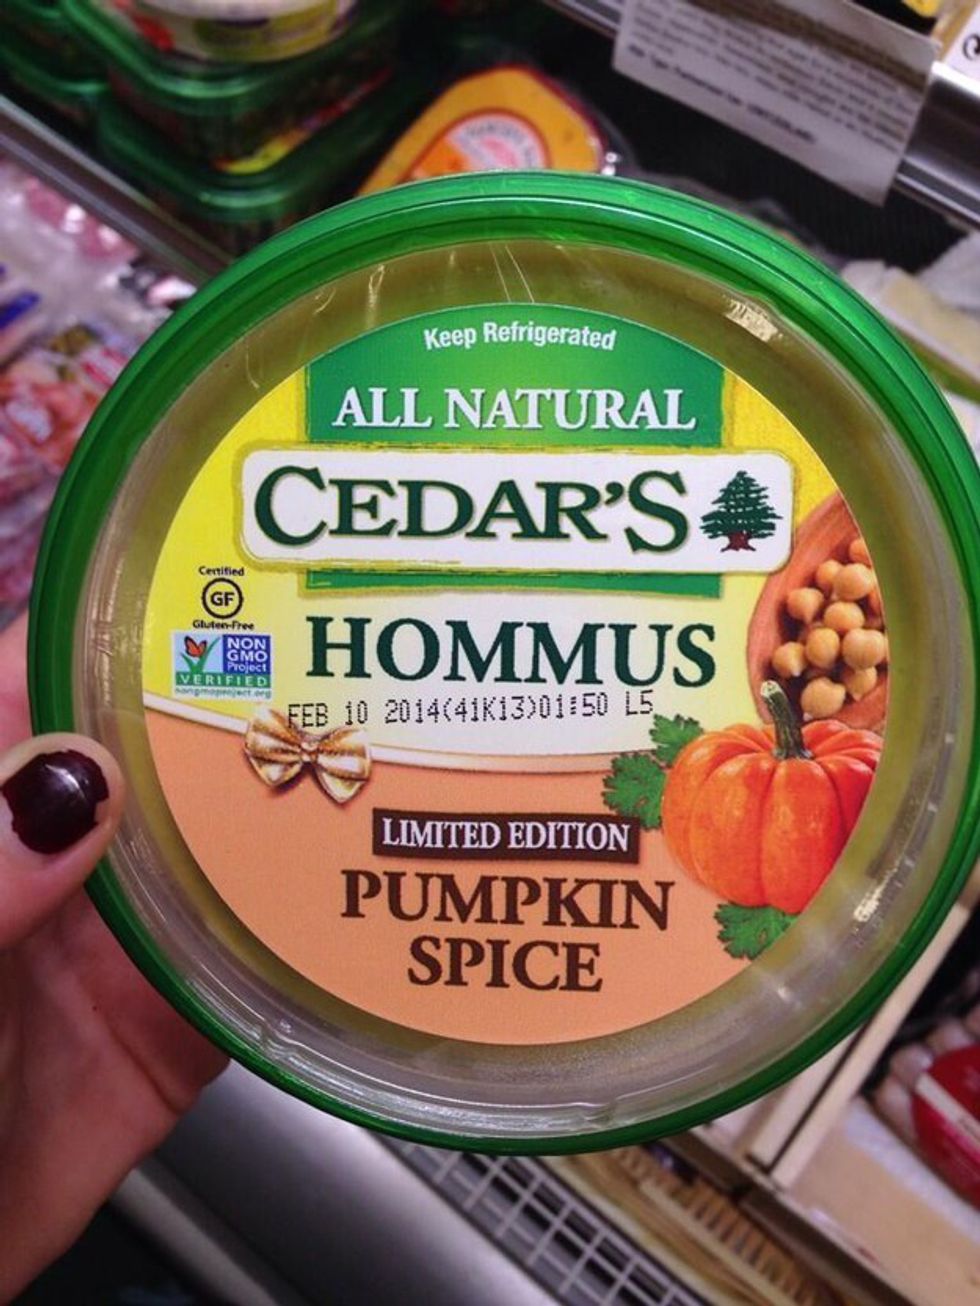 Keep Refrigerated
ALL NATURAL
CEDAR'S
Certified
GF
Gluten-Free
NON
GMO
Project
VERIFIED
nongmoproject.org
HOMMUS
FEB 10 2014(41K13)01:50 L5
LIMITED EDITION
PUMPKIN
SPICE